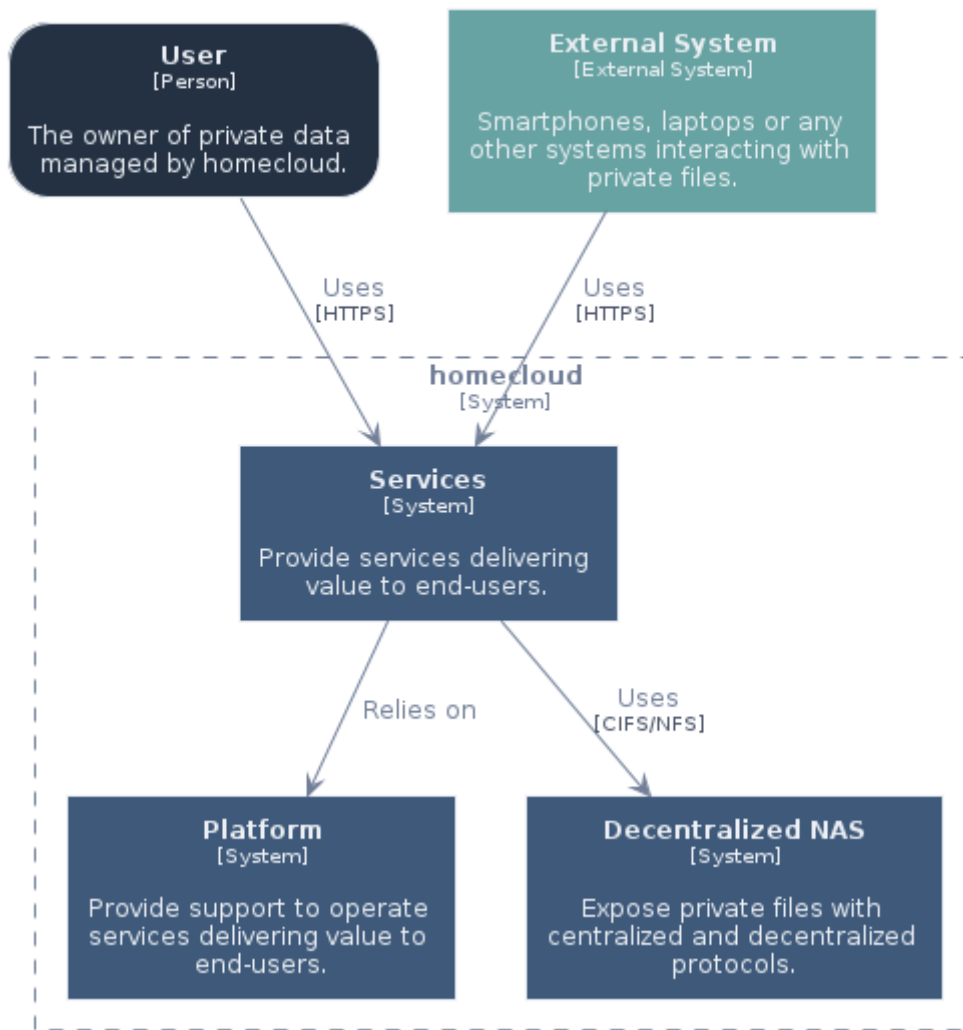 User
[Person]
The owner of private data
managed by homecloud.
External System
[External System]
Smartphones, laptops or any
other systems interacting with
private files.
Uses
[HTTPS]
Uses
[HTTPS]
homecloud
[System]
Services
[System]
Provide services delivering
value to end-users.
Relies on
Uses
[CIFS/NFS]
Platform
[System]
Provide support to operate
services delivering value to
end-users.
Decentralized NAS
[System]
Expose private files with
centralized and decentralized
protocols.